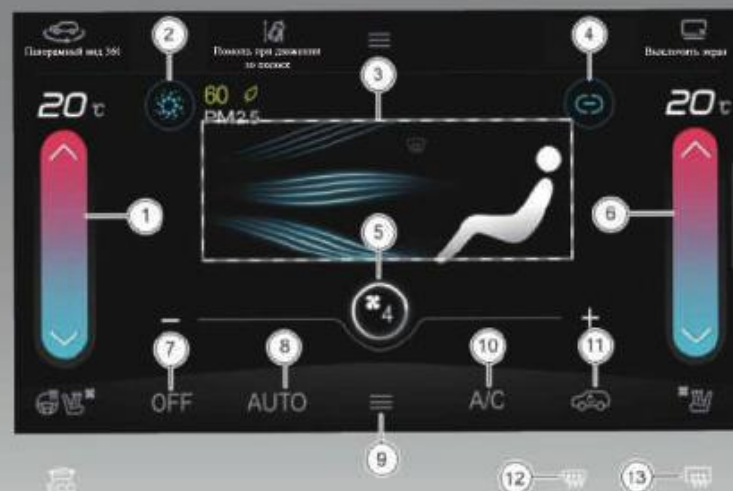 Панорамный вид 360
2
Помощь при движении
по полосе
4
Выключить экран
3
20 °C
60
PM2.5
20 °C
1
5
6
4
− +
7
8
10
11
OFF
AUTO
A/C
9
12
13